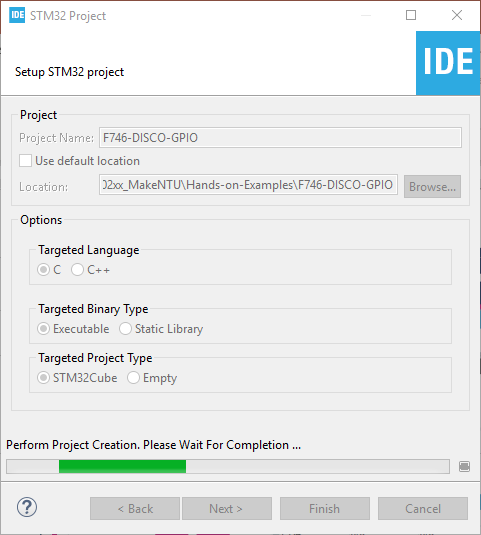 IDE STM32 Project
Setup STM32 project
IDE
Project
Project Name: F746-DISCO-GPIO
Use default location
Location: 02xx_MakeNTU\Hands-on-Examples\F746-DISCO-GPIO Browse...
Options
Targeted Language
C C++
Targeted Binary Type
Executable Static Library
Targeted Project Type
STM32Cube Empty
Perform Project Creation. Please Wait For Completion ...
? < Back Next > Finish Cancel